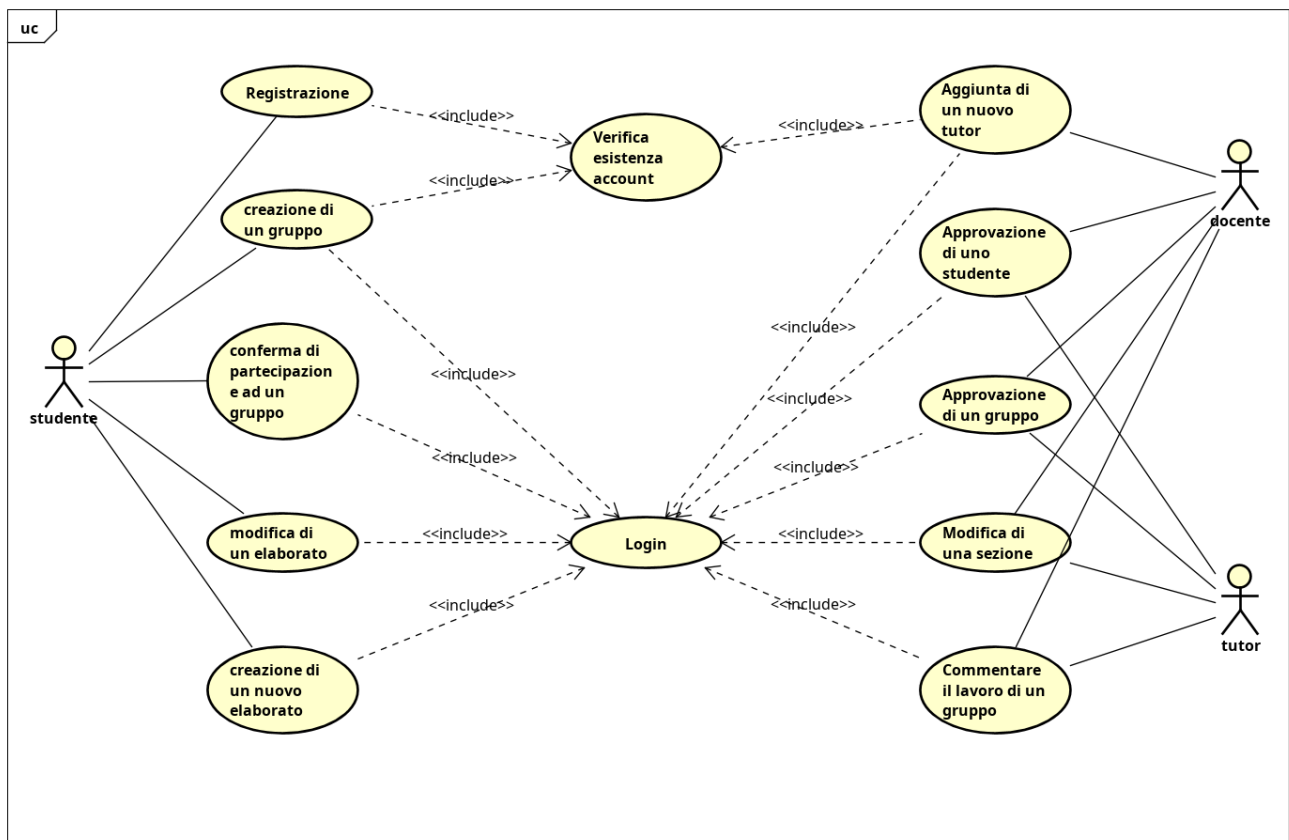 uc
Registrazione
<<include>>
Verifica
esistenza
account
<<include>>
Aggiunta di
un nuovo
tutor
<<include>>
creazione di
un gruppo
docente
Approvazione
di uno
studente
<<include>>
conferma di
partecipazion
e ad un
gruppo
<<include>>
<<include>>
Approvazione
di un gruppo
studente
<<include>>
<<include>>
modifica di
un elaborato
<<include>>
Login
<<include>>
Modifica di
una sezione
<<include>>
<<include>>
tutor
creazione di
un nuovo
elaborato
Commentare
il lavoro di un
gruppo